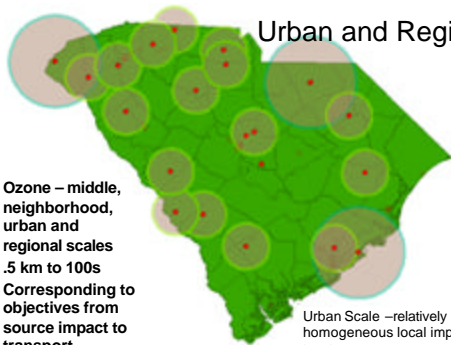 Urban and Regi
Ozone – middle,
neighborhood,
urban and
regional scales
.5 km to 100s
Corresponding to
objectives from
source impact to
transport
Urban Scale –relatively
homogeneous local imp